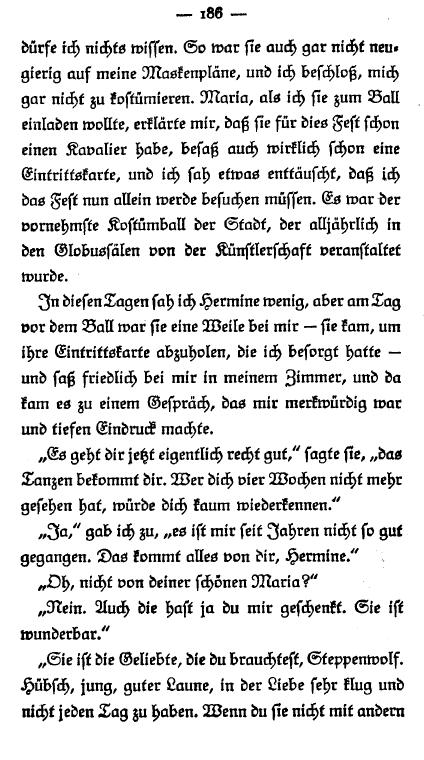 — 186 —
dürfe ich nichts wissen. So war sie auch gar nicht neu-
gierig auf meine Maskenpläne, und ich beschloß, mich
gar nicht zu kostümieren. Maria, als ich sie zum Ball
einladen wollte, erklärte mir, daß sie für dies Fest schon
einen Kavalier habe, besaß auch wirklich schon eine
Eintrittskarte, und ich sah etwas enttäuscht, daß ich
das Fest nun allein werde besuchen müssen. Es war der
vornehmste Kostümball der Stadt, der alljährlich in
den Globussälen von der Künstlerschaft veranstaltet
wurde.
In diesen Tagen sah ich Hermine wenig, aber am Tag
vor dem Ball war sie eine Weile bei mir — sie kam, um
ihre Eintrittskarte abzuholen, die ich besorgt hatte —
und saß friedlich bei mir in meinem Zimmer, und da
kam es zu einem Gespräch, das mir merkwürdig war
und tiefen Eindruck machte.
„Es geht dir jetzt eigentlich recht gut,“ sagte sie, „das
Tanzen bekommt dir. Wer dich vier Wochen nicht mehr
gesehen hat, würde dich kaum wiederkennen.“
„Ja,“ gab ich zu, „es ist mir seit Jahren nicht so gut
gegangen. Das kommt alles von dir, Hermine.“
„Oh, nicht von deiner schönen Maria?“
„Nein. Auch die hast ja du mir geschenkt. Sie ist
wunderbar.“
„Sie ist die Geliebte, die du brauchtest, Steppenwolf.
Hübsch, jung, guter Laune, in der Liebe sehr klug und
nicht jeden Tag zu haben. Wenn du sie nicht mit andern